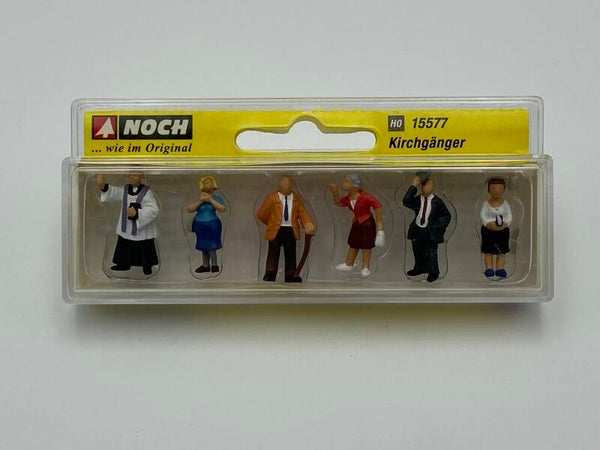 NOCH
... wie im Original
H0 15577
Kirchgänger